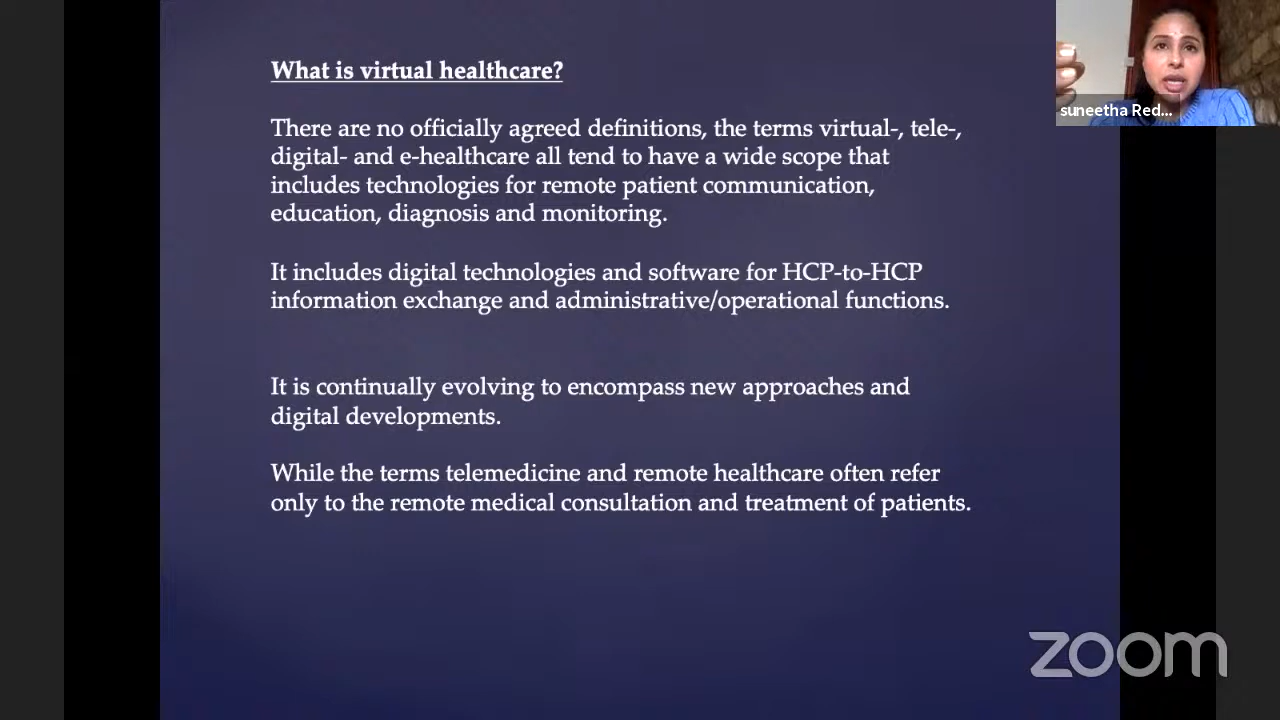 What is virtual healthcare?
There are no officially agreed definitions, the terms virtual-, tele-,
digital- and e-healthcare all tend to have a wide scope that
includes technologies for remote patient communication,
education, diagnosis and monitoring.
It includes digital technologies and software for HCP-to-HCP
information exchange and administrative/operational functions.
It is continually evolving to encompass new approaches and
digital developments.
While the terms telemedicine and remote healthcare often refer
only to the remote medical consultation and treatment of patients.
suneetha Red...
zoom